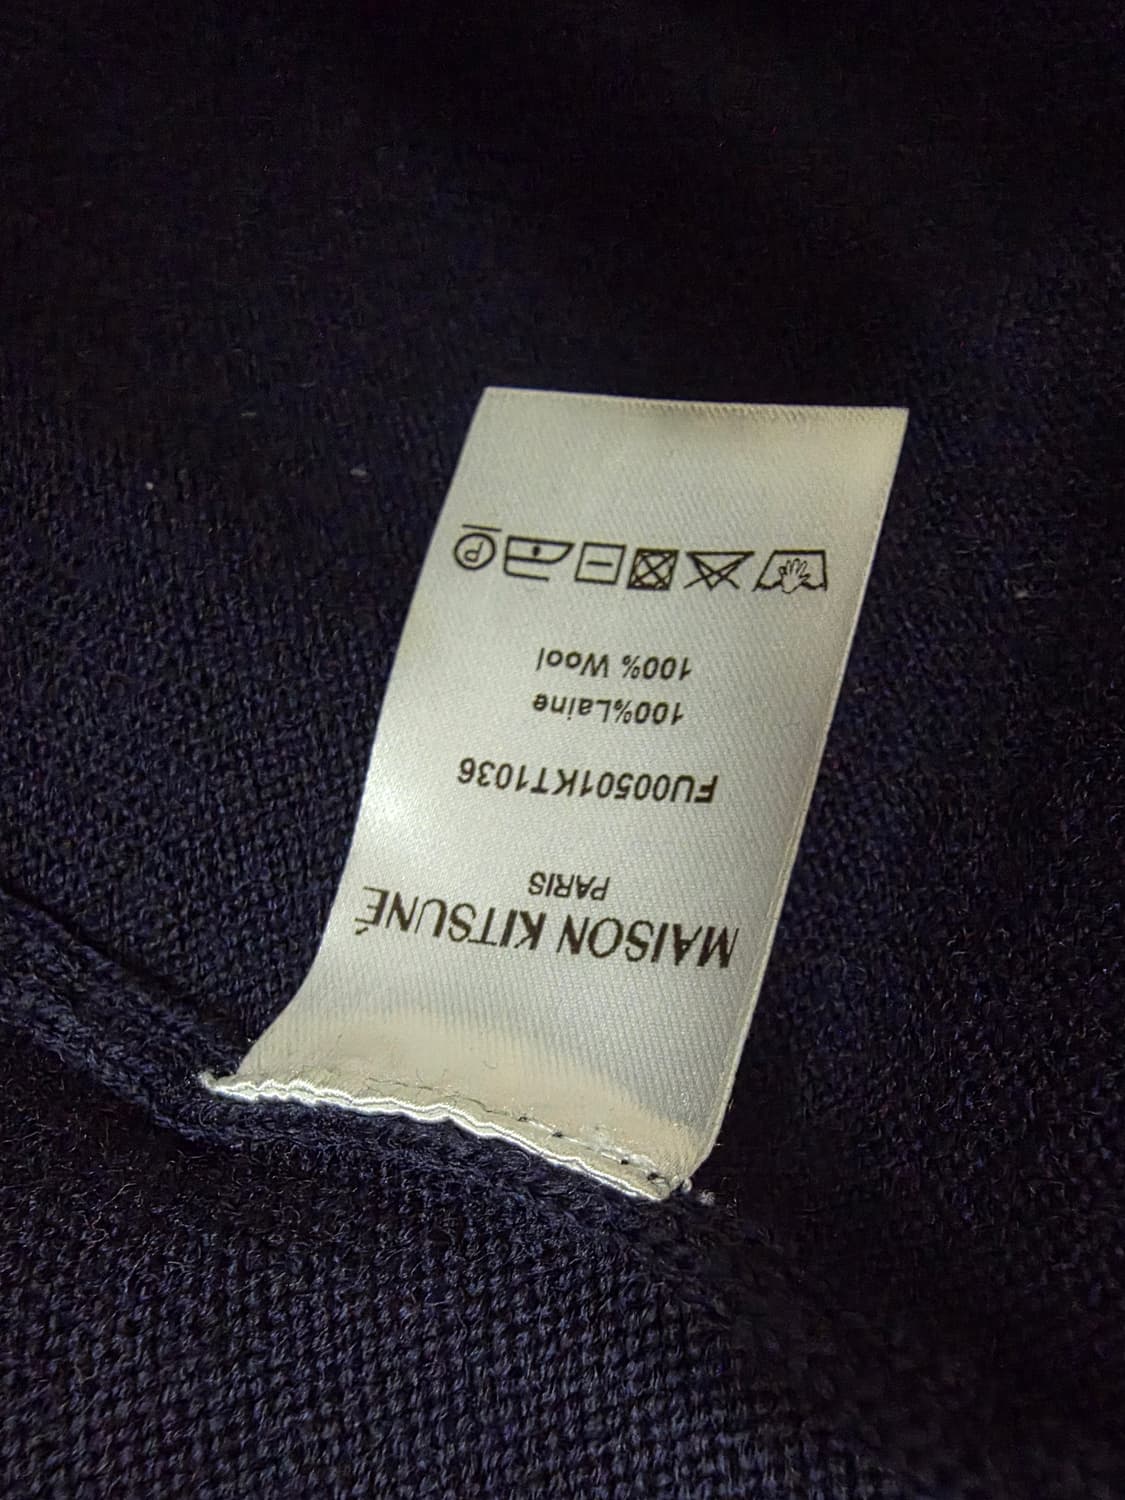 MAISON KITSUNÉ
PARIS
FU00501KT1036
100%Laine
100% Wool
P